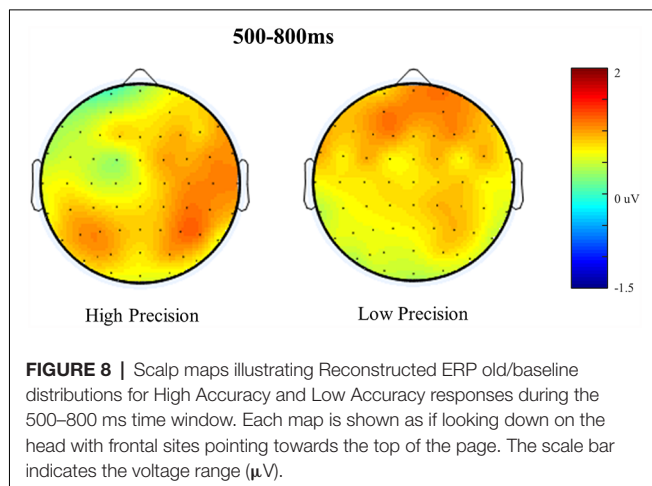 500-800ms
2
0 uV
-1.5
High Precision
Low Precision
FIGURE 8 | Scalp maps illustrating Reconstructed ERP old/baseline
distributions for High Accuracy and Low Accuracy responses during the
500–800 ms time window. Each map is shown as if looking down on the
head with frontal sites pointing towards the top of the page. The scale bar
indicates the voltage range (μV).